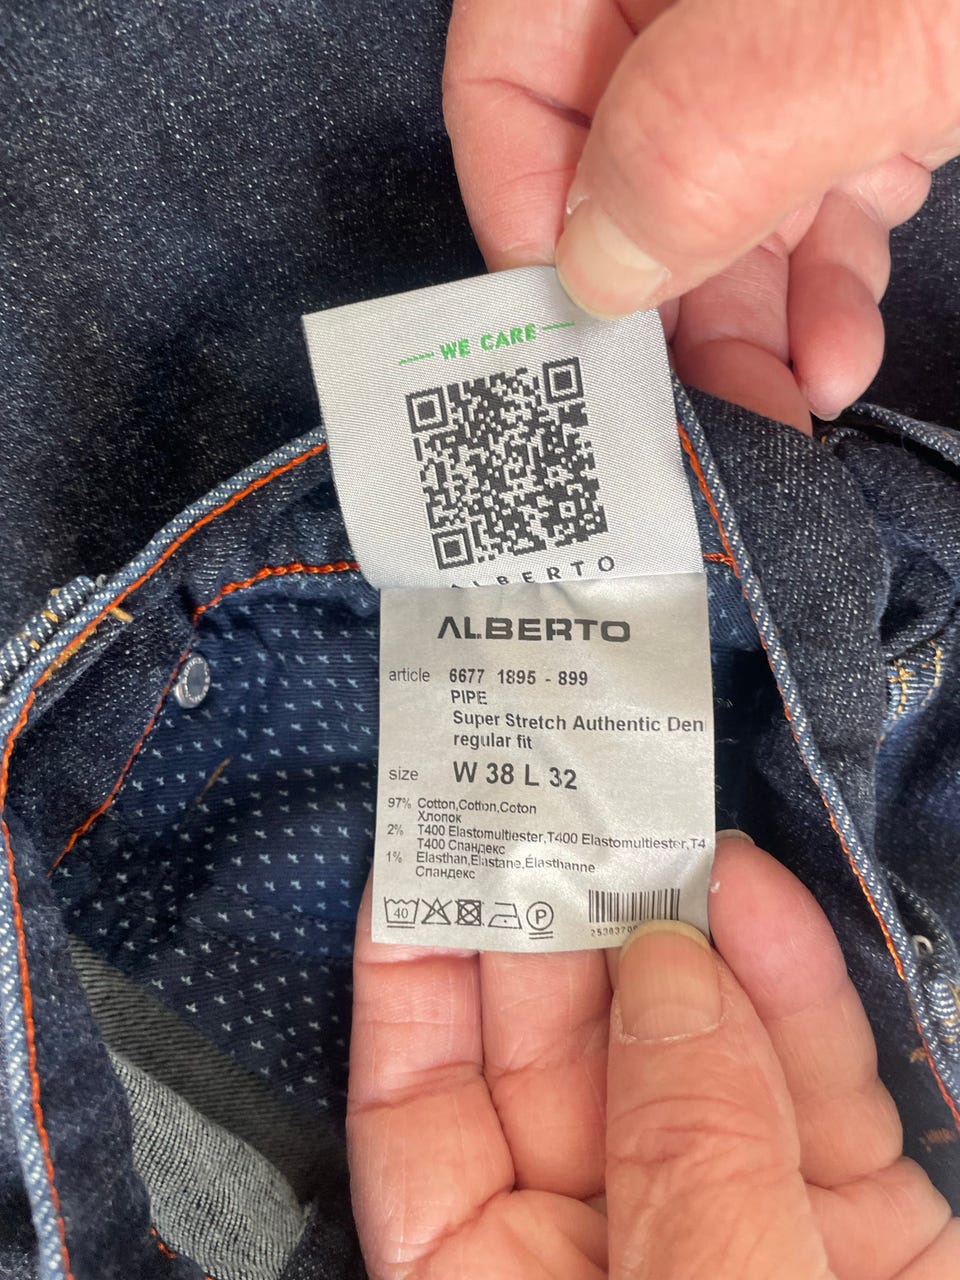 WE CARE
ALBERTO
ALBERTO
article 6677 1895 - 899
PIPE
Super Stretch Authentic Den
regular fit
size W 38 L 32
97% Cotton,Cotton,Coton
Хлопок
2% T400 Elastomultiester,T400 Elastomultiester,T4
T400 Спандекс
1% Elasthan,Elastane,Élasthanne
Спандекс
40 P